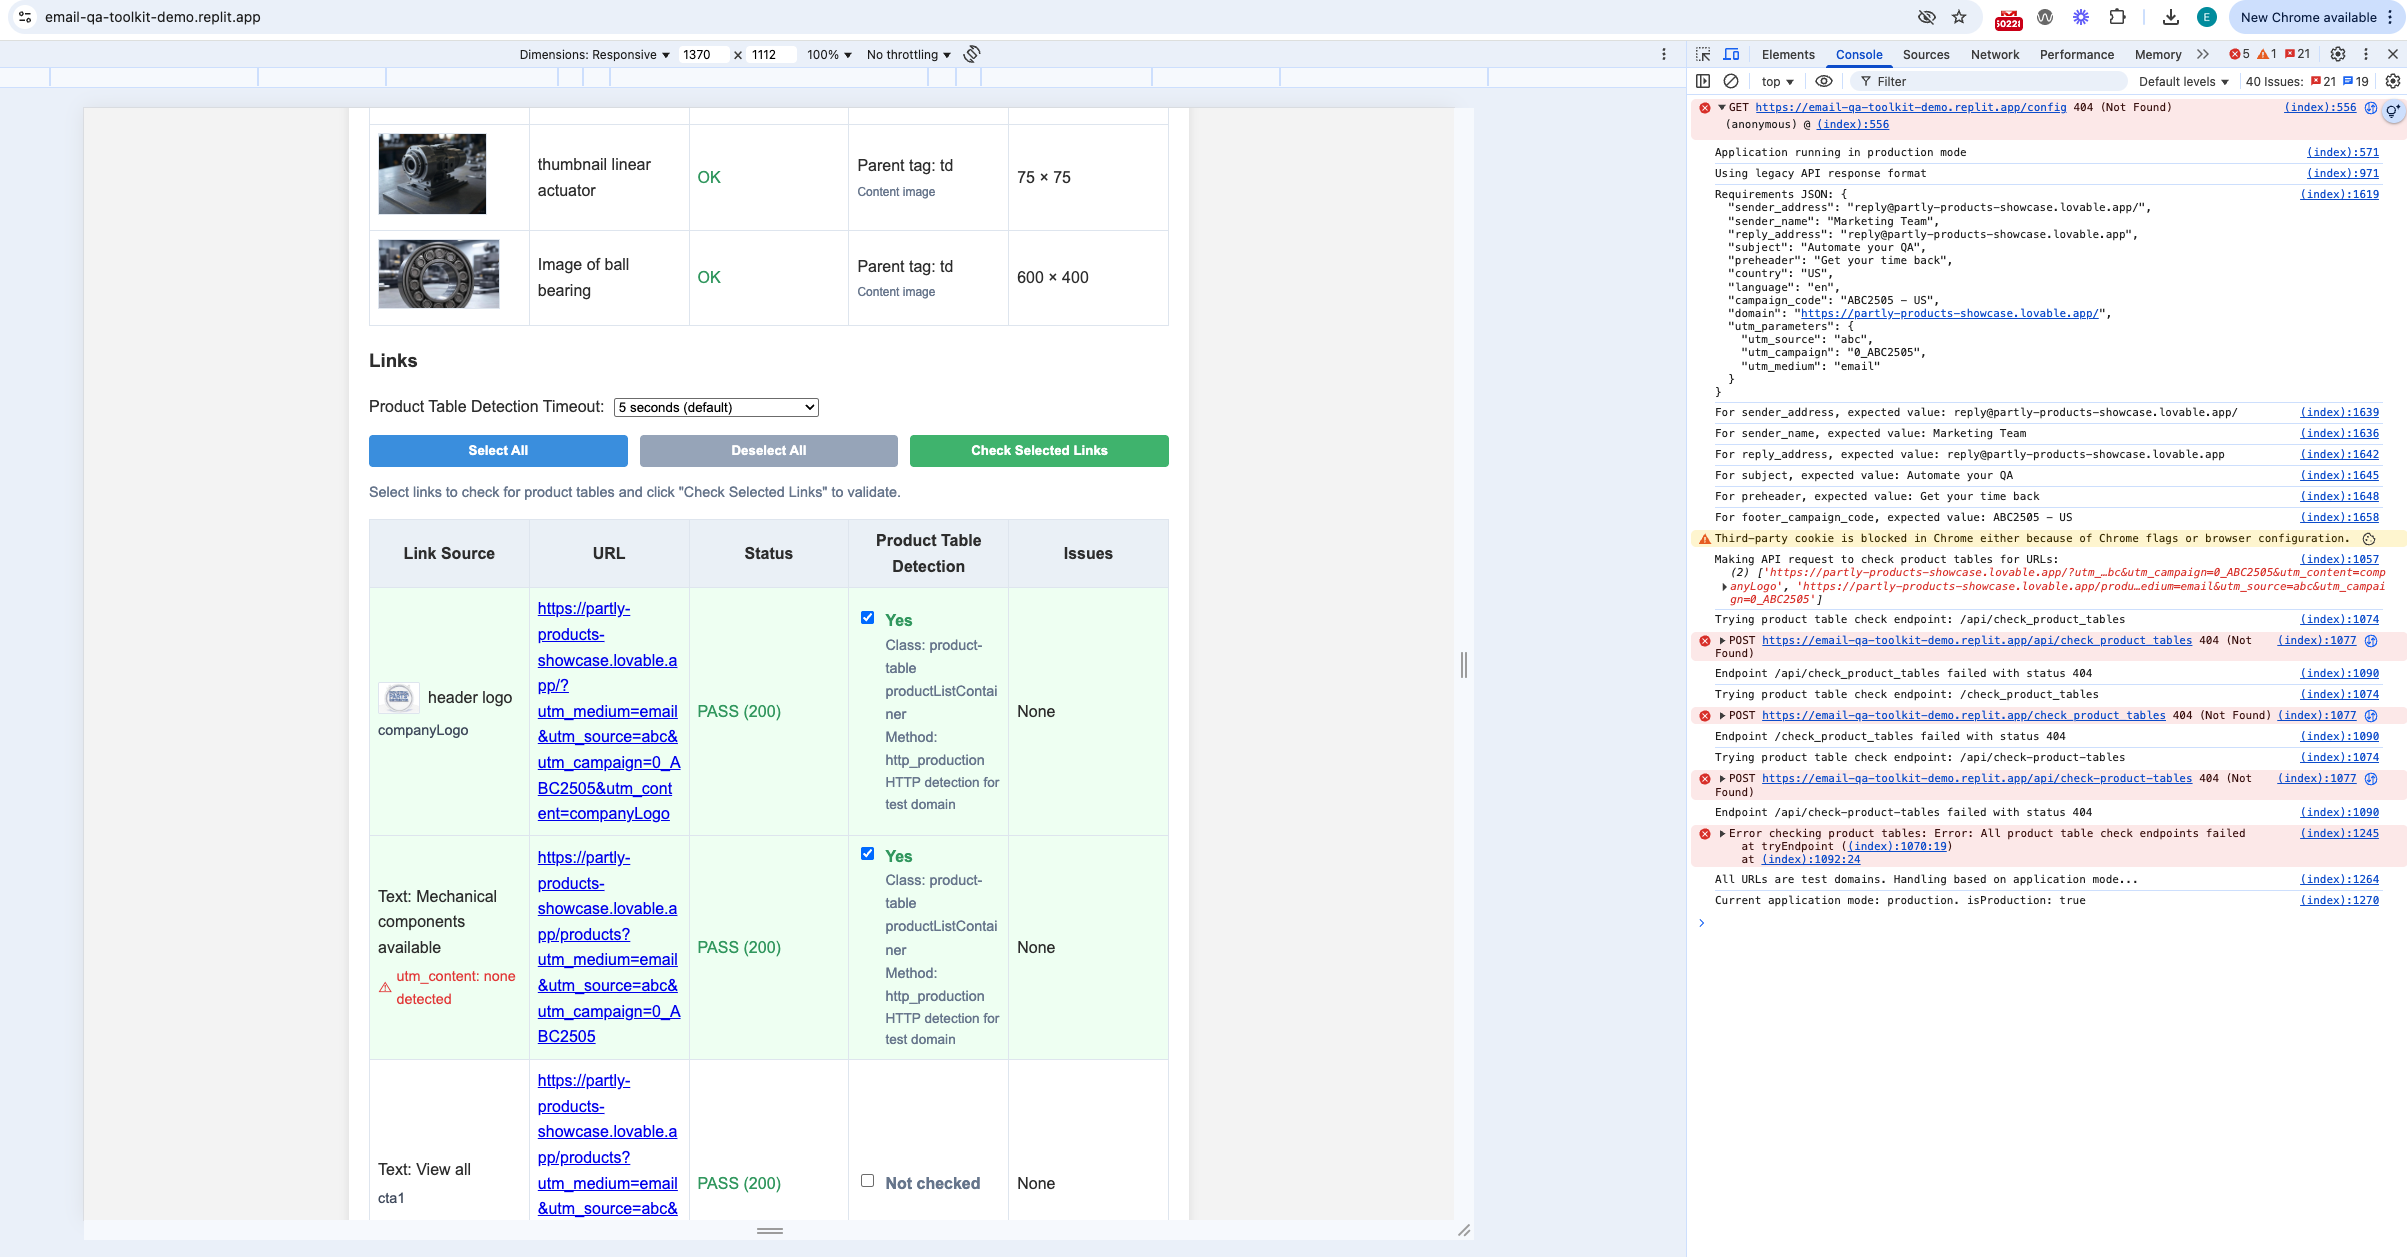 email-qa-toolkit-demo.replit.app
E
New Chrome available
Dimensions: Responsive
1370
×
1112
100%
No throttling
thumbnail linear
actuator
OK
Parent tag: td
Content image
75 × 75
Image of ball
bearing
OK
Parent tag: td
Content image
600 × 400
Links
Product Table Detection Timeout:
5 seconds (default)
Select All
Deselect All
Check Selected Links
Select links to check for product tables and click "Check Selected Links" to validate.
Link Source
URL
Status
Product Table
Detection
Issues
header logo
companyLogo
https://partly-
products-
showcase.lovable.a
pp/?
utm_medium=email
&utm_source=abc&
utm_campaign=0_A
BC2505&utm_cont
ent=companyLogo
PASS (200)
Yes
Class: product-
table
productListContai
ner
Method:
http_production
HTTP detection for
test domain
None
Text: Mechanical
components
available
utm_content: none
detected
https://partly-
products-
showcase.lovable.a
pp/products?
utm_medium=email
&utm_source=abc&
utm_campaign=0_A
BC2505
PASS (200)
Yes
Class: product-
table
productListContai
ner
Method:
http_production
HTTP detection for
test domain
None
Text: View all
cta1
https://partly-
products-
showcase.lovable.a
pp/products?
utm_medium=email
&utm_source=abc&
PASS (200)
Not checked
None
Elements
Console
Sources
Network
Performance
Memory
5
1
21
top
Filter
Default levels
40 Issues:
21
19
GET https://email-qa-toolkit-demo.replit.app/config 404 (Not Found) (index):556
(anonymous) @ (index):556
Application running in production mode (index):571
Using legacy API response format (index):971
Requirements JSON: { (index):1619
"sender_address": "reply@partly-products-showcase.lovable.app/",
"sender_name": "Marketing Team",
"reply_address": "reply@partly-products-showcase.lovable.app",
"subject": "Automate your QA",
"preheader": "Get your time back",
"country": "US",
"language": "en",
"campaign_code": "ABC2505 - US",
"domain": "https://partly-products-showcase.lovable.app/",
"utm_parameters": {
"utm_source": "abc",
"utm_campaign": "0_ABC2505",
"utm_medium": "email"
}
}
For sender_address, expected value: reply@partly-products-showcase.lovable.app/ (index):1639
For sender_name, expected value: Marketing Team (index):1636
For reply_address, expected value: reply@partly-products-showcase.lovable.app (index):1642
For subject, expected value: Automate your QA (index):1645
For preheader, expected value: Get your time back (index):1648
For footer_campaign_code, expected value: ABC2505 - US (index):1658
Third-party cookie is blocked in Chrome either because of Chrome flags or browser configuration.
Making API request to check product tables for URLs: (index):1057
(2) ['https://partly-products-showcase.lovable.app/?utm_…bc&utm_campaign=0_ABC2505&utm_content=comp
anyLogo', 'https://partly-products-showcase.lovable.app/produ…edium=email&utm_source=abc&utm_campai
gn=0_ABC2505']
Trying product table check endpoint: /api/check_product_tables (index):1074
POST https://email-qa-toolkit-demo.replit.app/api/check_product_tables 404 (Not (index):1077
Found)
Endpoint /api/check_product_tables failed with status 404 (index):1090
Trying product table check endpoint: /check_product_tables (index):1074
POST https://email-qa-toolkit-demo.replit.app/check_product_tables 404 (Not Found) (index):1077
Endpoint /check_product_tables failed with status 404 (index):1090
Trying product table check endpoint: /api/check-product-tables (index):1074
POST https://email-qa-toolkit-demo.replit.app/api/check-product-tables 404 (Not (index):1077
Found)
Endpoint /api/check-product-tables failed with status 404 (index):1090
Error checking product tables: Error: All product table check endpoints failed (index):1245
at tryEndpoint ((index):1070:19)
at (index):1092:24
All URLs are test domains. Handling based on application mode... (index):1264
Current application mode: production. isProduction: true (index):1270